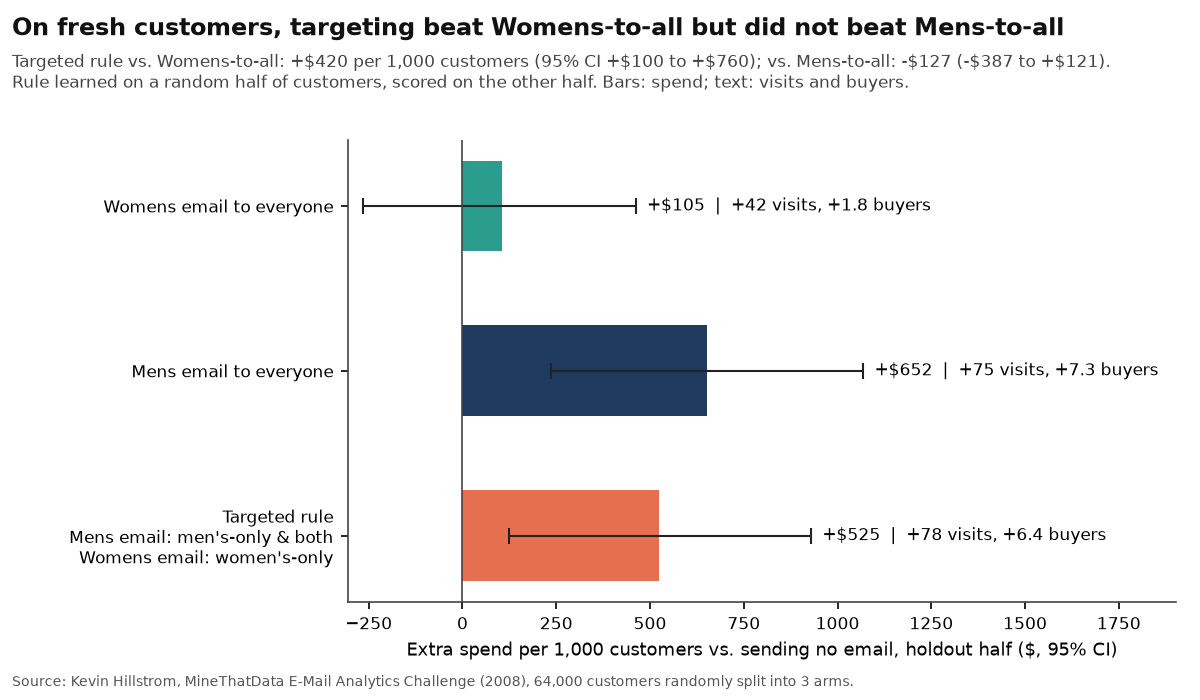 On fresh customers, targeting beat Womens-to-all but did not beat Mens-to-all
Targeted rule vs. Womens-to-all: +$420 per 1,000 customers (95% CI +$100 to +$760); vs. Mens-to-all: -$127 (-$387 to +$121).
Rule learned on a random half of customers, scored on the other half. Bars: spend; text: visits and buyers.
Womens email to everyone
+$105 | +42 visits, +1.8 buyers
Mens email to everyone
+$652 | +75 visits, +7.3 buyers
Targeted rule
Mens email: men's-only & both
Womens email: women's-only
+$525 | +78 visits, +6.4 buyers
−250 0 250 500 750 1000 1250 1500 1750
Extra spend per 1,000 customers vs. sending no email, holdout half ($, 95% CI)
Source: Kevin Hillstrom, MineThatData E-Mail Analytics Challenge (2008), 64,000 customers randomly split into 3 arms.